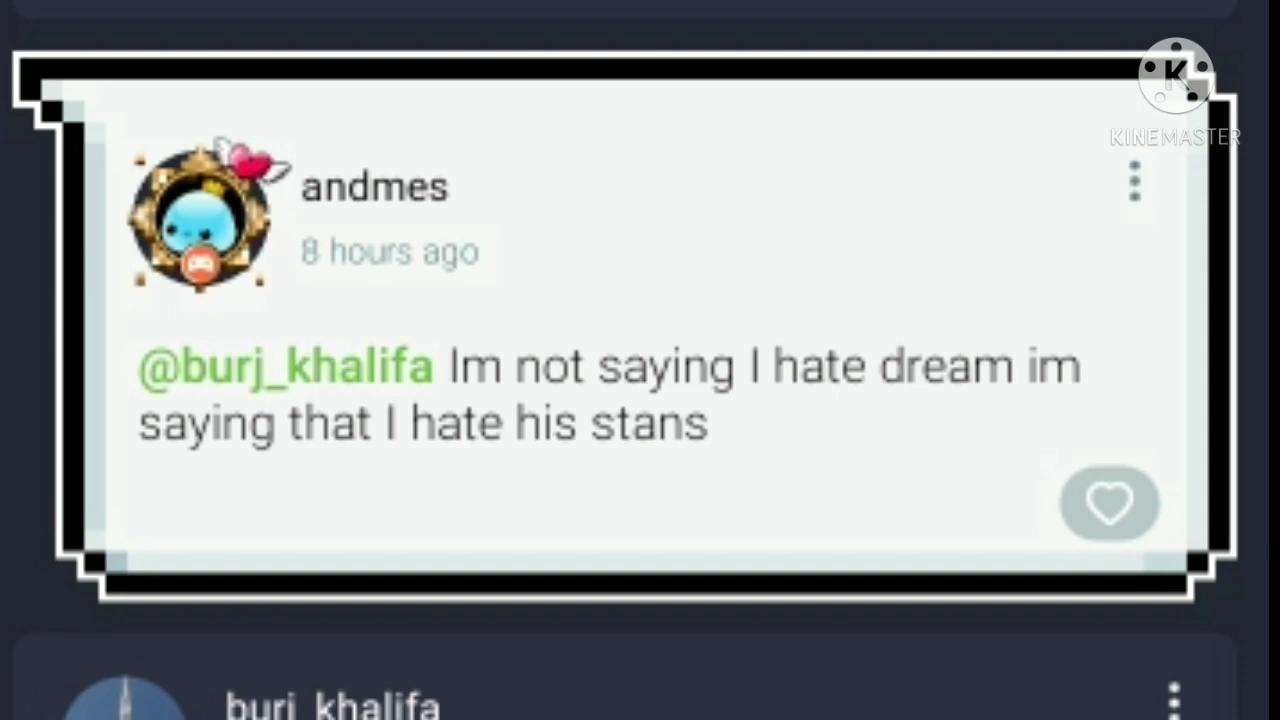 K
KINEMASTER
andmes
8 hours ago
@burj_khalifa Im not saying I hate dream im
saying that I hate his stans
burj_khalifa